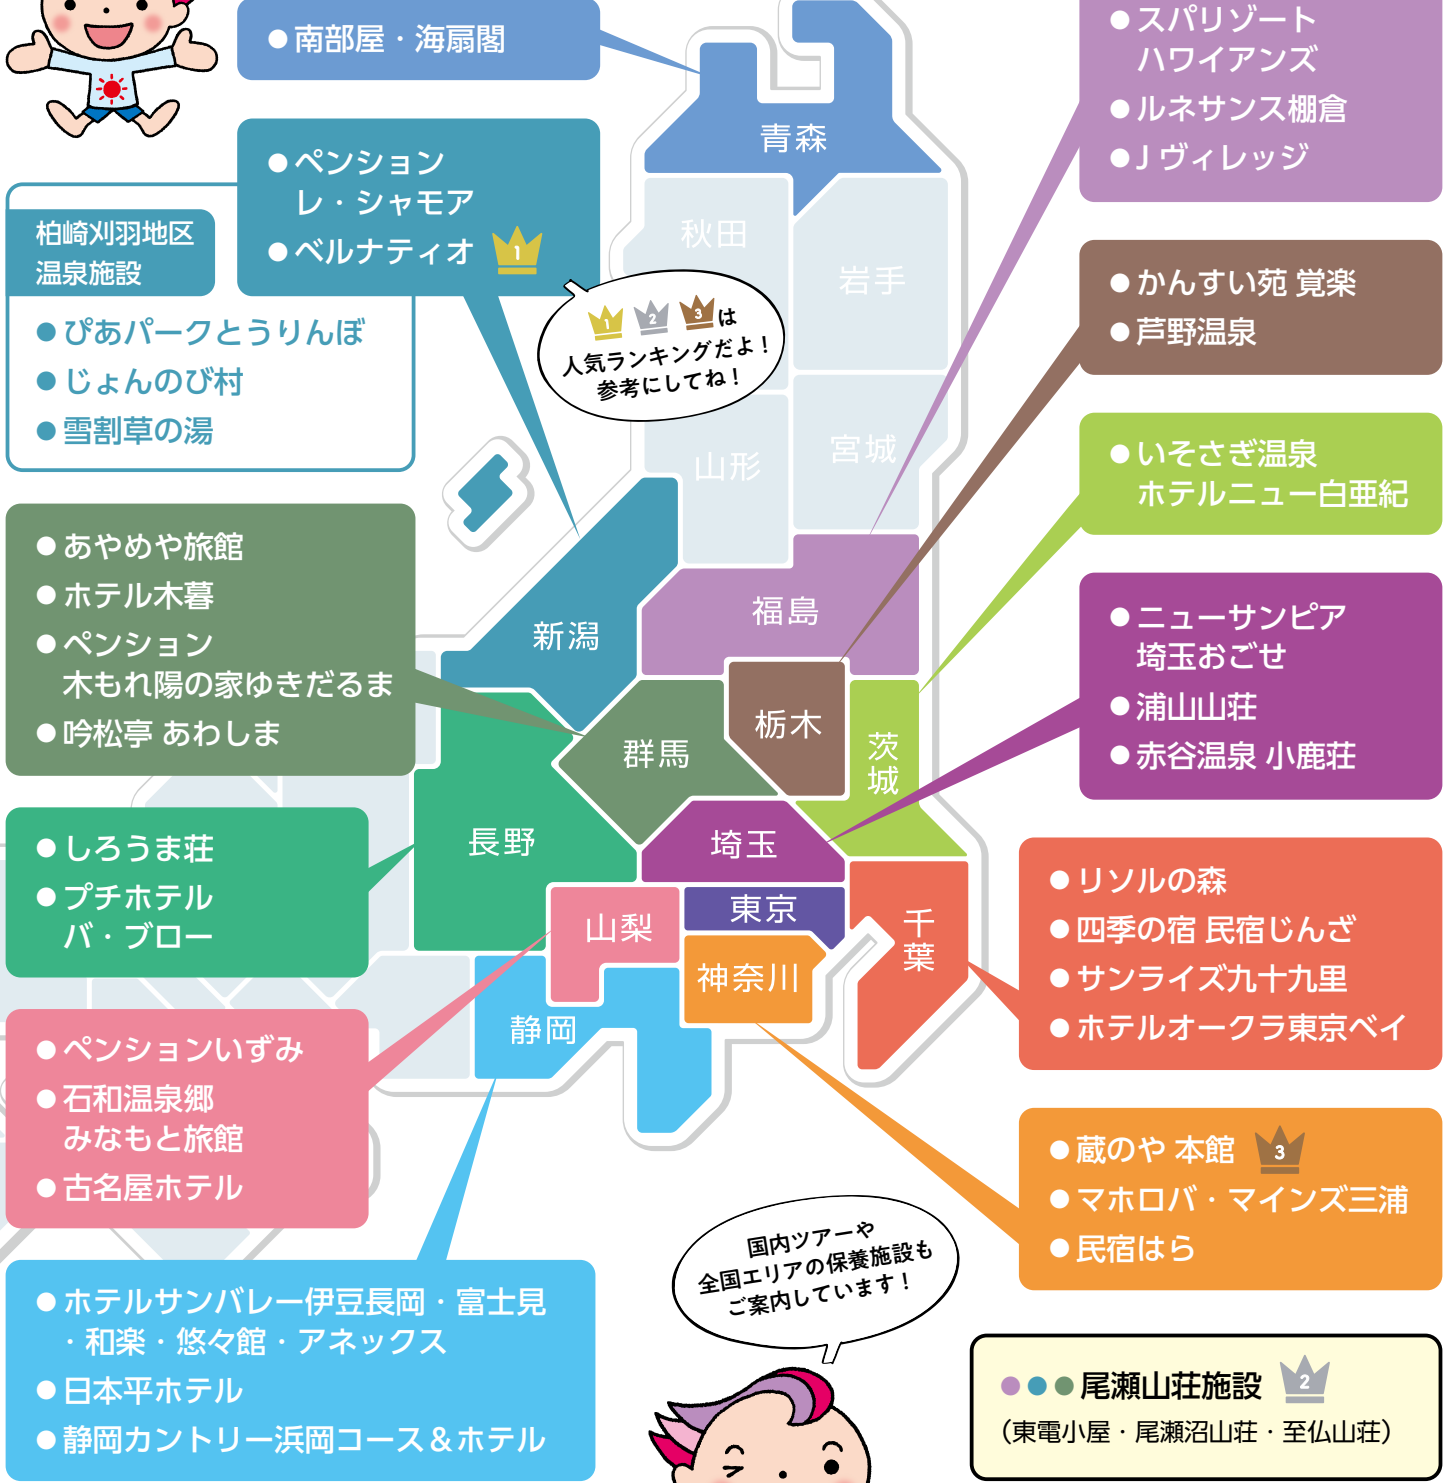 ●南部屋・海扇閣
●ペンション
レ・シャモア
●ベルナティオ 1
柏崎刈羽地区
温泉施設
●ぴあパークとうりんぼ
●じょんのび村
●雪割草の湯
1 2 3 は
人気ランキングだよ！
参考にしてね！
●あやめや旅館
●ホテル木暮
●ペンション
木もれ陽の家ゆきだるま
●吟松亭 あわしま
●しろうま荘
●プチホテル
バ・ブロー
●ペンションいずみ
●石和温泉郷
みなもと旅館
●古名屋ホテル
●ホテルサンバレー伊豆長岡・富士見
・和楽・悠々館・アネックス
●日本平ホテル
●静岡カントリー浜岡コース＆ホテル
青森
秋田
岩手
山形
宮城
新潟
福島
群馬
栃木
茨城
長野
埼玉
山梨
東京
千葉
神奈川
静岡
●スパリゾート
ハワイアンズ
●ルネサンス棚倉
●Jヴィレッジ
●かんすい苑 覚楽
●芦野温泉
●いそさぎ温泉
ホテルニュー白亜紀
●ニューサンピア
埼玉おごせ
●浦山山荘
●赤谷温泉 小鹿荘
●リソルの森
●四季の宿 民宿じんざ
●サンライズ九十九里
●ホテルオークラ東京ベイ
●蔵のや 本館 3
●マホロバ・マインズ三浦
●民宿はら
国内ツアーや
全国エリアの保養施設も
ご案内しています！
●●●尾瀬山荘施設 2
（東電小屋・尾瀬沼山荘・至仏山荘）